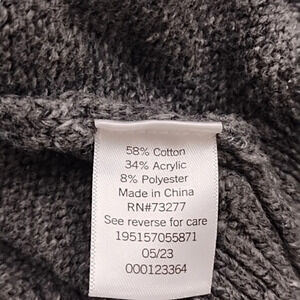 58% Cotton
34% Acrylic
8% Polyester
Made in China
RN#73277
See reverse for care
195157055871
05/23
000123364